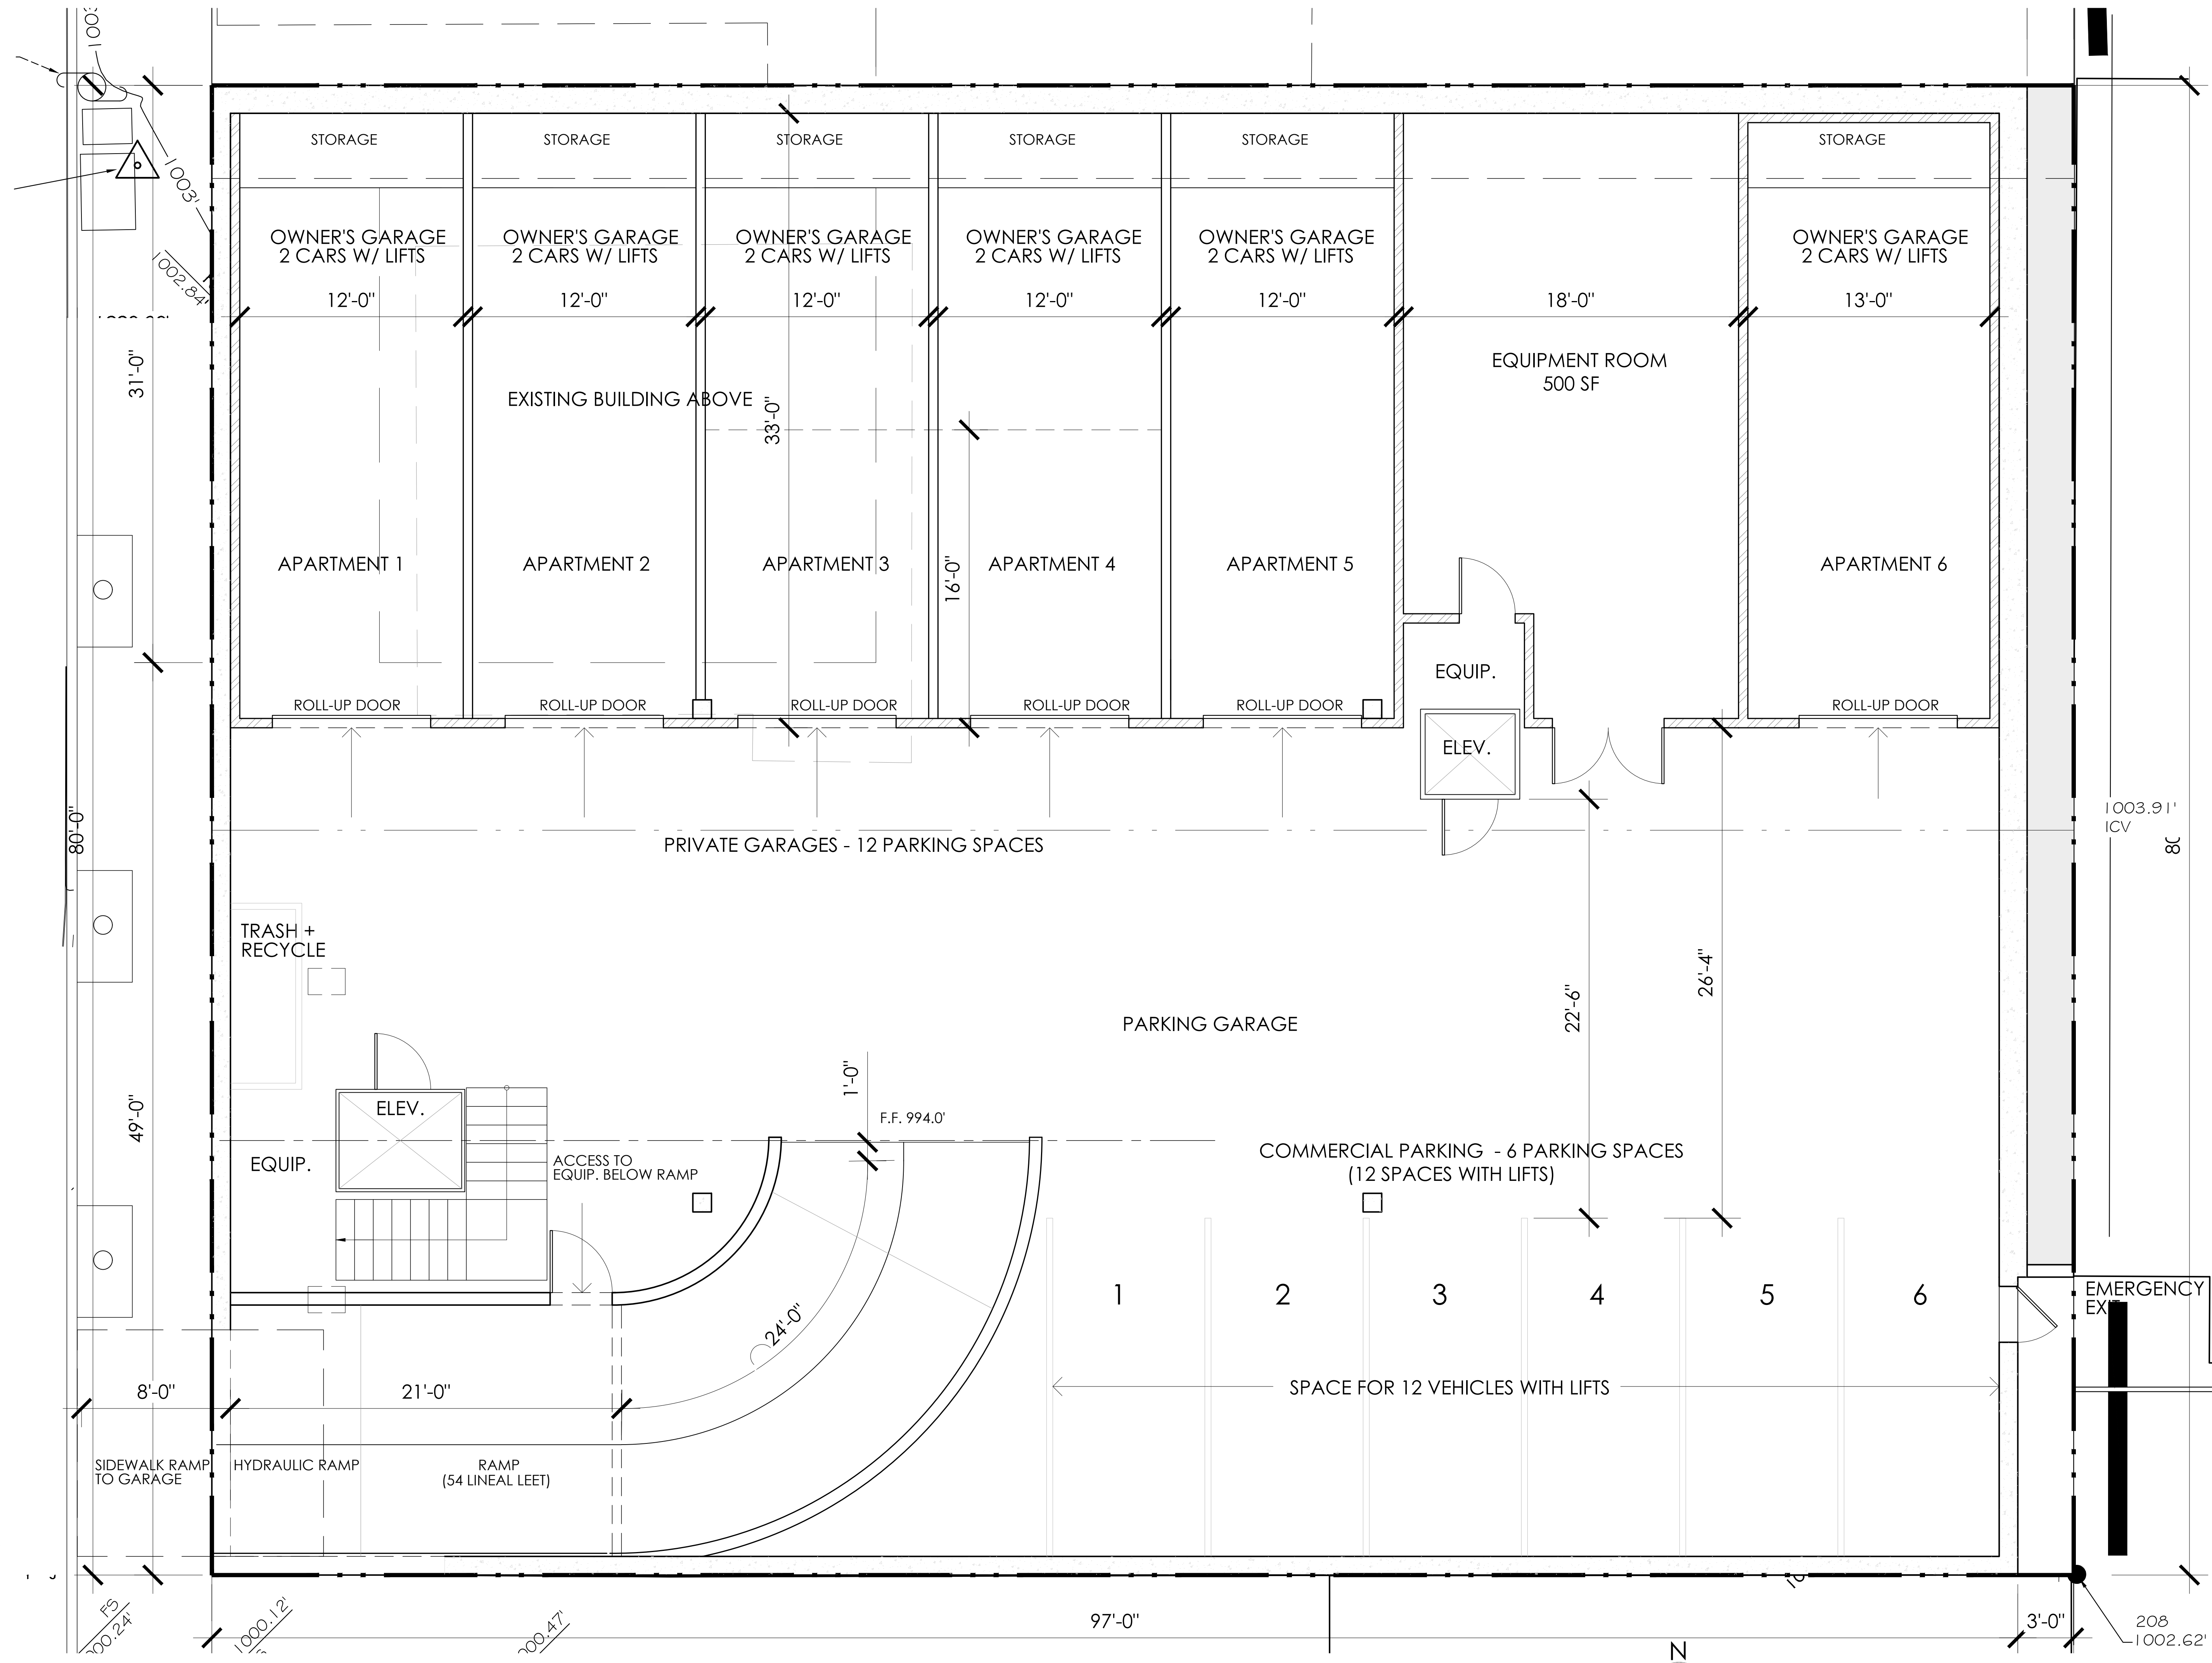 1003'
STORAGE
STORAGE
STORAGE
STORAGE
STORAGE
STORAGE
1003'
OWNER'S GARAGE
2 CARS W/ LIFTS
OWNER'S GARAGE
2 CARS W/ LIFTS
OWNER'S GARAGE
2 CARS W/ LIFTS
OWNER'S GARAGE
2 CARS W/ LIFTS
OWNER'S GARAGE
2 CARS W/ LIFTS
OWNER'S GARAGE
2 CARS W/ LIFTS
1002.84'
12'-0"
12'-0"
12'-0"
12'-0"
12'-0"
18'-0"
13'-0"
31'-0"
EQUIPMENT ROOM
500 SF
EXISTING BUILDING ABOVE
33'-0"
16'-0"
APARTMENT 1
APARTMENT 2
APARTMENT 3
APARTMENT 4
APARTMENT 5
APARTMENT 6
EQUIP.
ROLL-UP DOOR
ROLL-UP DOOR
ROLL-UP DOOR
ROLL-UP DOOR
ROLL-UP DOOR
ROLL-UP DOOR
ELEV.
80'-0"
PRIVATE GARAGES - 12 PARKING SPACES
1003.91'
ICV
80
TRASH +
RECYCLE
22'-6"
26'-4"
PARKING GARAGE
49'-0"
1'-0"
ELEV.
F.F. 994.0'
EQUIP.
ACCESS TO
EQUIP. BELOW RAMP
COMMERCIAL PARKING - 6 PARKING SPACES
(12 SPACES WITH LIFTS)
1
2
3
4
5
6
EMERGENCY
24'-0"
8'-0"
21'-0"
SPACE FOR 12 VEHICLES WITH LIFTS
SIDEWALK RAMP
TO GARAGE
HYDRAULIC RAMP
RAMP
(54 LINEAL LEET)
FS
00.24'
1000.12'
00.47'
97'-0"
3'-0"
208
1002.62'
N